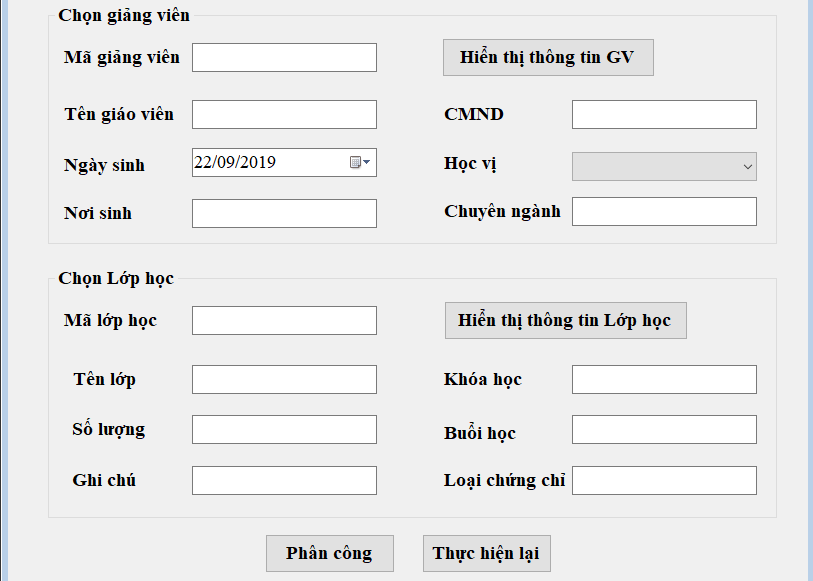 Chọn giảng viên
Mã giảng viên
Hiển thị thông tin GV
Tên giáo viên
CMND
Ngày sinh
22/09/2019
Học vị
Nơi sinh
Chuyên ngành
Chọn Lớp học
Mã lớp học
Hiển thị thông tin Lớp học
Tên lớp
Khóa học
Số lượng
Buổi học
Ghi chú
Loại chứng chỉ
Phân công
Thực hiện lại